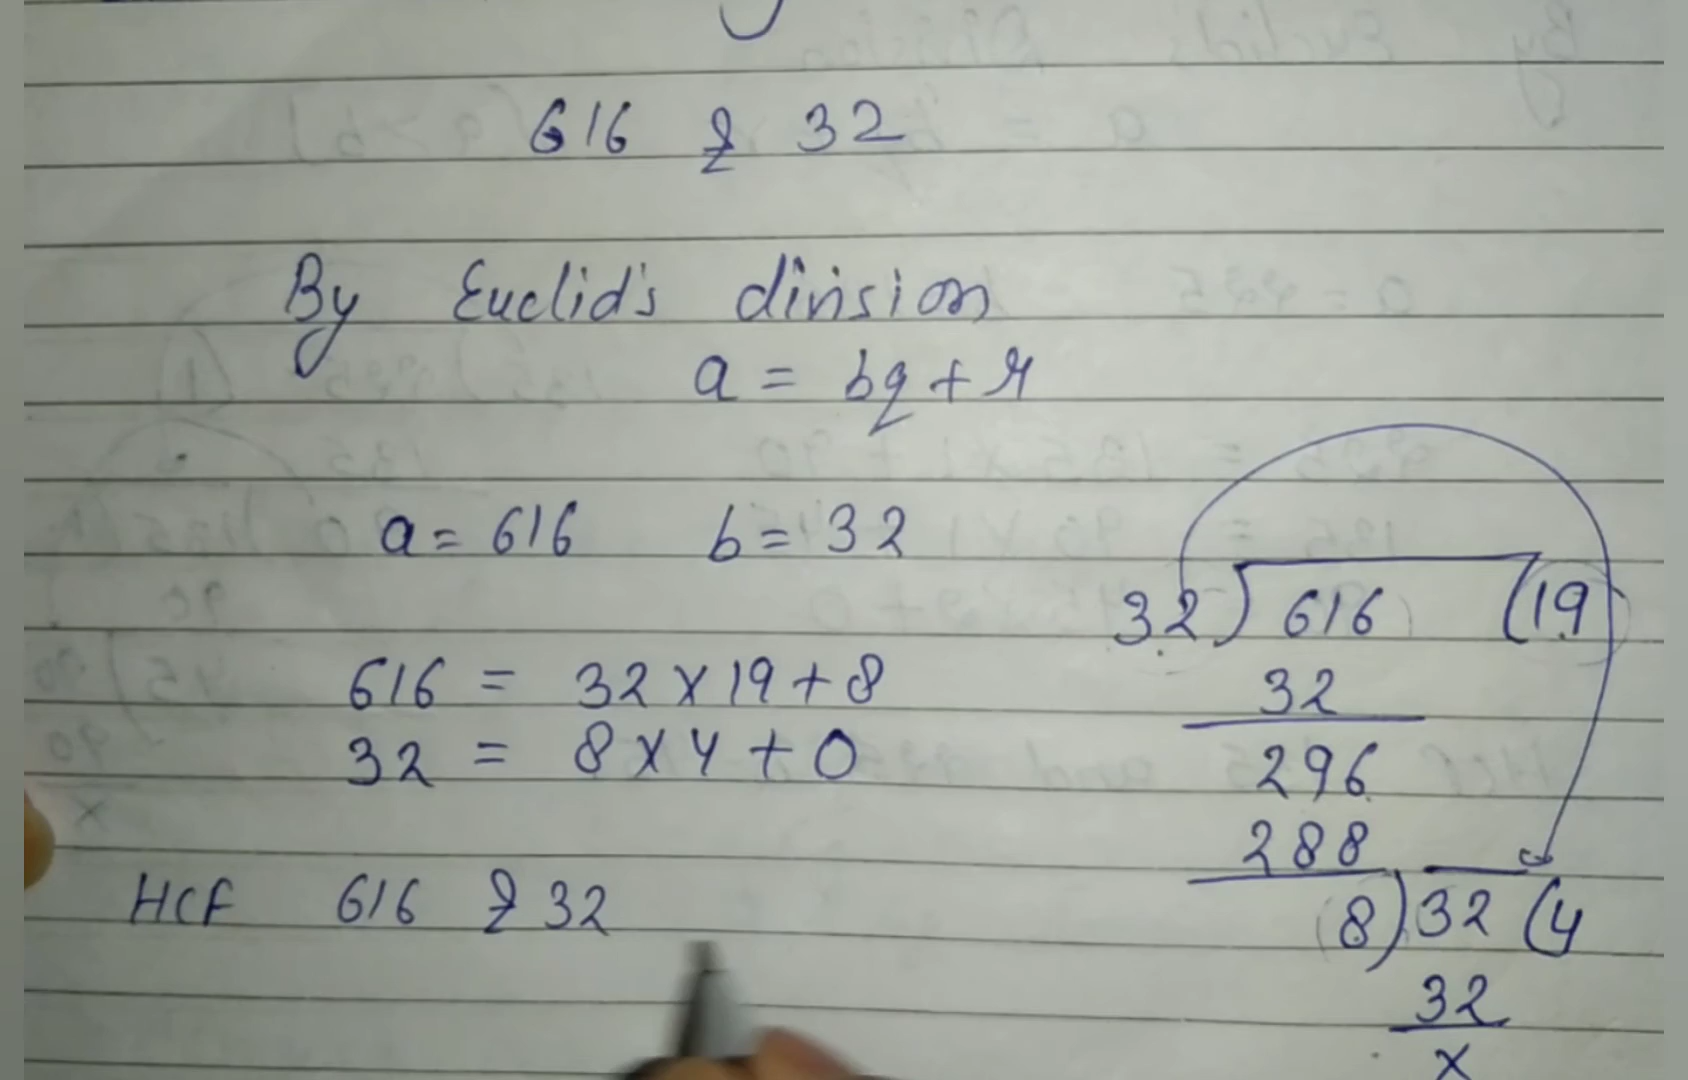 616 & 32
By Euclid's division
a = bq + r
a = 616 b = 32
616 = 32 x 19 + 8
32 = 8 x 4 + 0
HCF 616 & 32
32 ) 616 ( 19
32
296
288
8 ) 32 ( 4
32
x